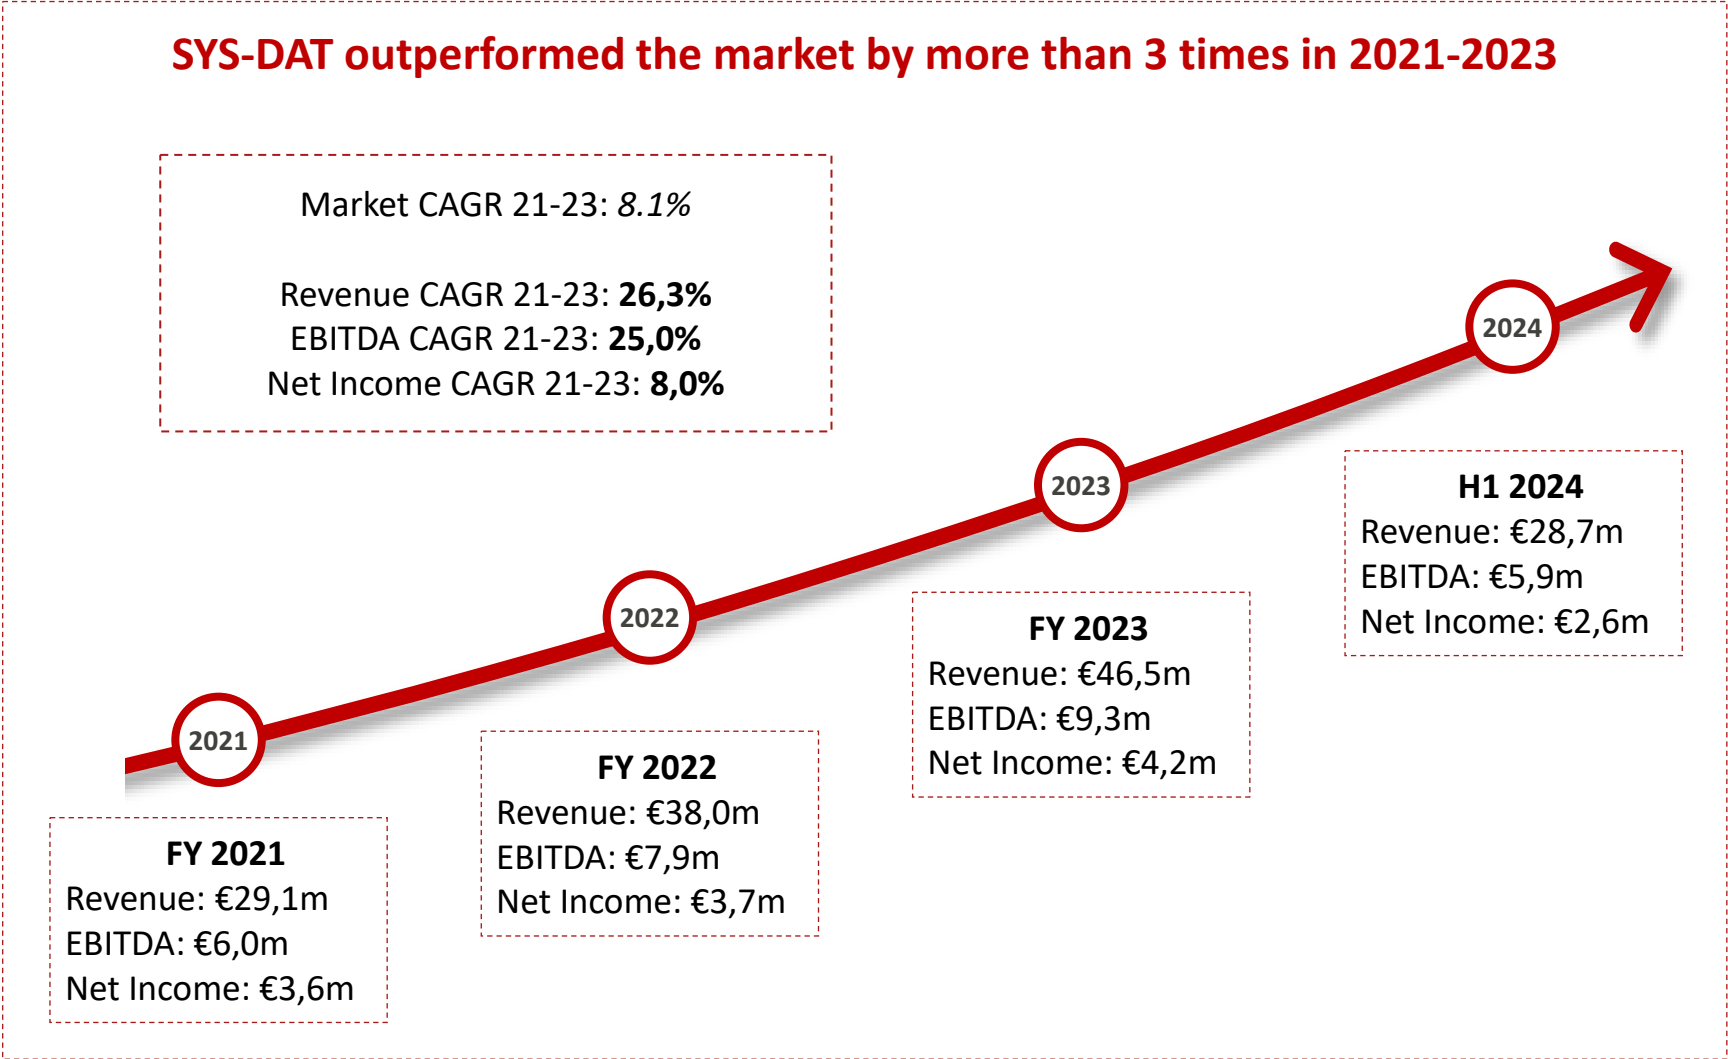 SYS-DAT outperformed the market by more than 3 times in 2021-2023
Market CAGR 21-23: 8.1%
Revenue CAGR 21-23: 26,3%
EBITDA CAGR 21-23: 25,0%
Net Income CAGR 21-23: 8,0%
2021
FY 2021
Revenue: €29,1m
EBITDA: €6,0m
Net Income: €3,6m
2022
FY 2022
Revenue: €38,0m
EBITDA: €7,9m
Net Income: €3,7m
2023
FY 2023
Revenue: €46,5m
EBITDA: €9,3m
Net Income: €4,2m
2024
H1 2024
Revenue: €28,7m
EBITDA: €5,9m
Net Income: €2,6m